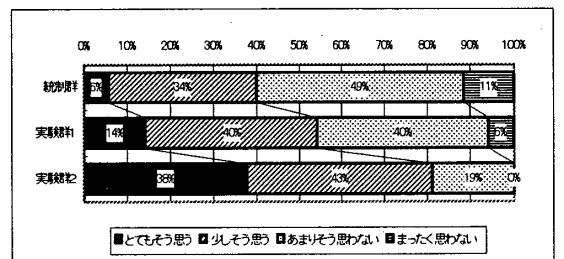 0% 10% 20% 30% 40% 50% 60% 70% 80% 90% 100%
統制群 6% 34% 49% 11%
実験群1 14% 40% 40% 6%
実験群2 38% 43% 19% 0%
■とてもそう思う ▨少しそう思う ▨あまりそう思わない ▤まったく思わない